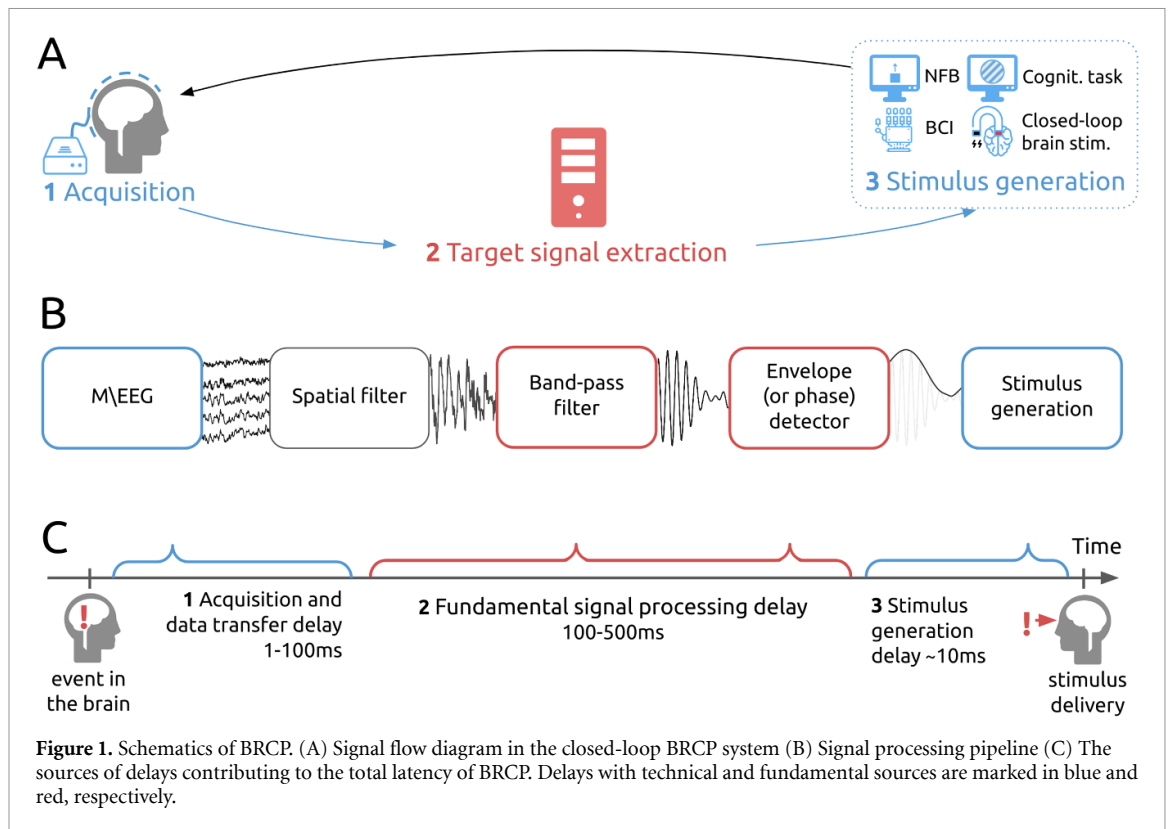 A
NFB
Cognit. task
BCI
Closed-loop
brain stim.
1 Acquisition
3 Stimulus generation
2 Target signal extraction
B
M\EEG
Spatial filter
Band-pass
filter
Envelope
(or phase)
detector
Stimulus
generation
C
Time
1 Acquisition and
data transfer delay
1-100ms
2 Fundamental signal processing delay
100-500ms
3 Stimulus
generation
delay ~10ms
!
event in
the brain
!
stimulus
delivery
Figure 1. Schematics of BRCP. (A) Signal flow diagram in the closed-loop BRCP system (B) Signal processing pipeline (C) The
sources of delays contributing to the total latency of BRCP. Delays with technical and fundamental sources are marked in blue and
red, respectively.